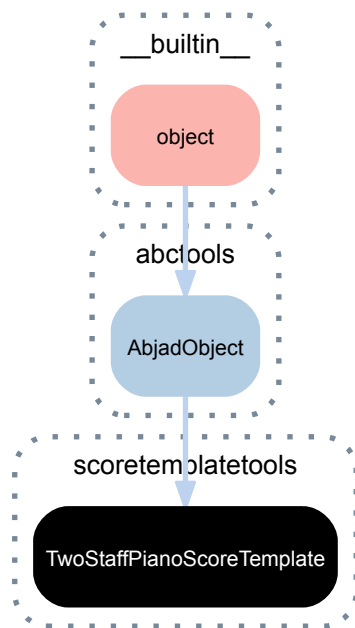 __builtin__
object
abctools
AbjadObject
scoretemplatetools
TwoStaffPianoScoreTemplate